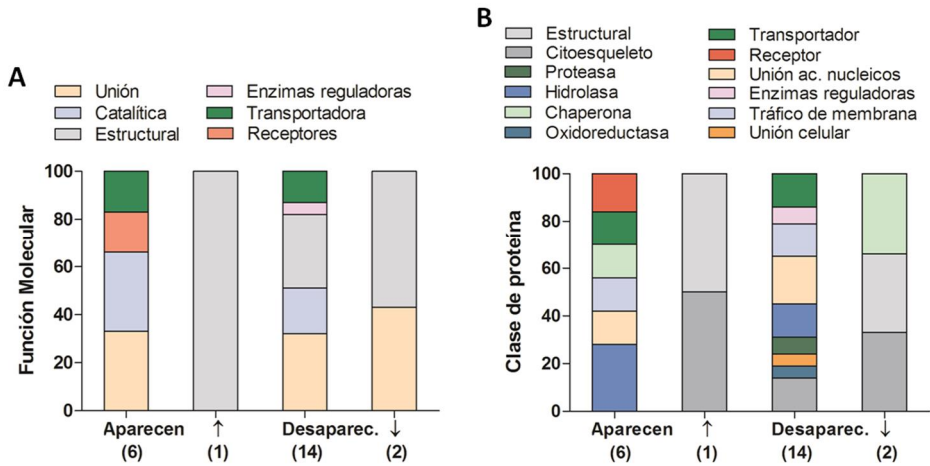 A
Unión
Catalítica
Estructural
Enzimas reguladoras
Transportadora
Receptores
Función Molecular
100
80
60
40
20
0
Aparecen
(6)
↑
(1)
Desaparec.
(14)
↓
(2)
B
Estructural
Citoesqueleto
Proteasa
Hidrolasa
Chaperona
Oxidoreductasa
Transportador
Receptor
Unión ac. nucleicos
Enzimas reguladoras
Tráfico de membrana
Unión celular
Clase de proteína
100
80
60
40
20
0
Aparecen
(6)
↑
(1)
Desaparec.
(14)
↓
(2)